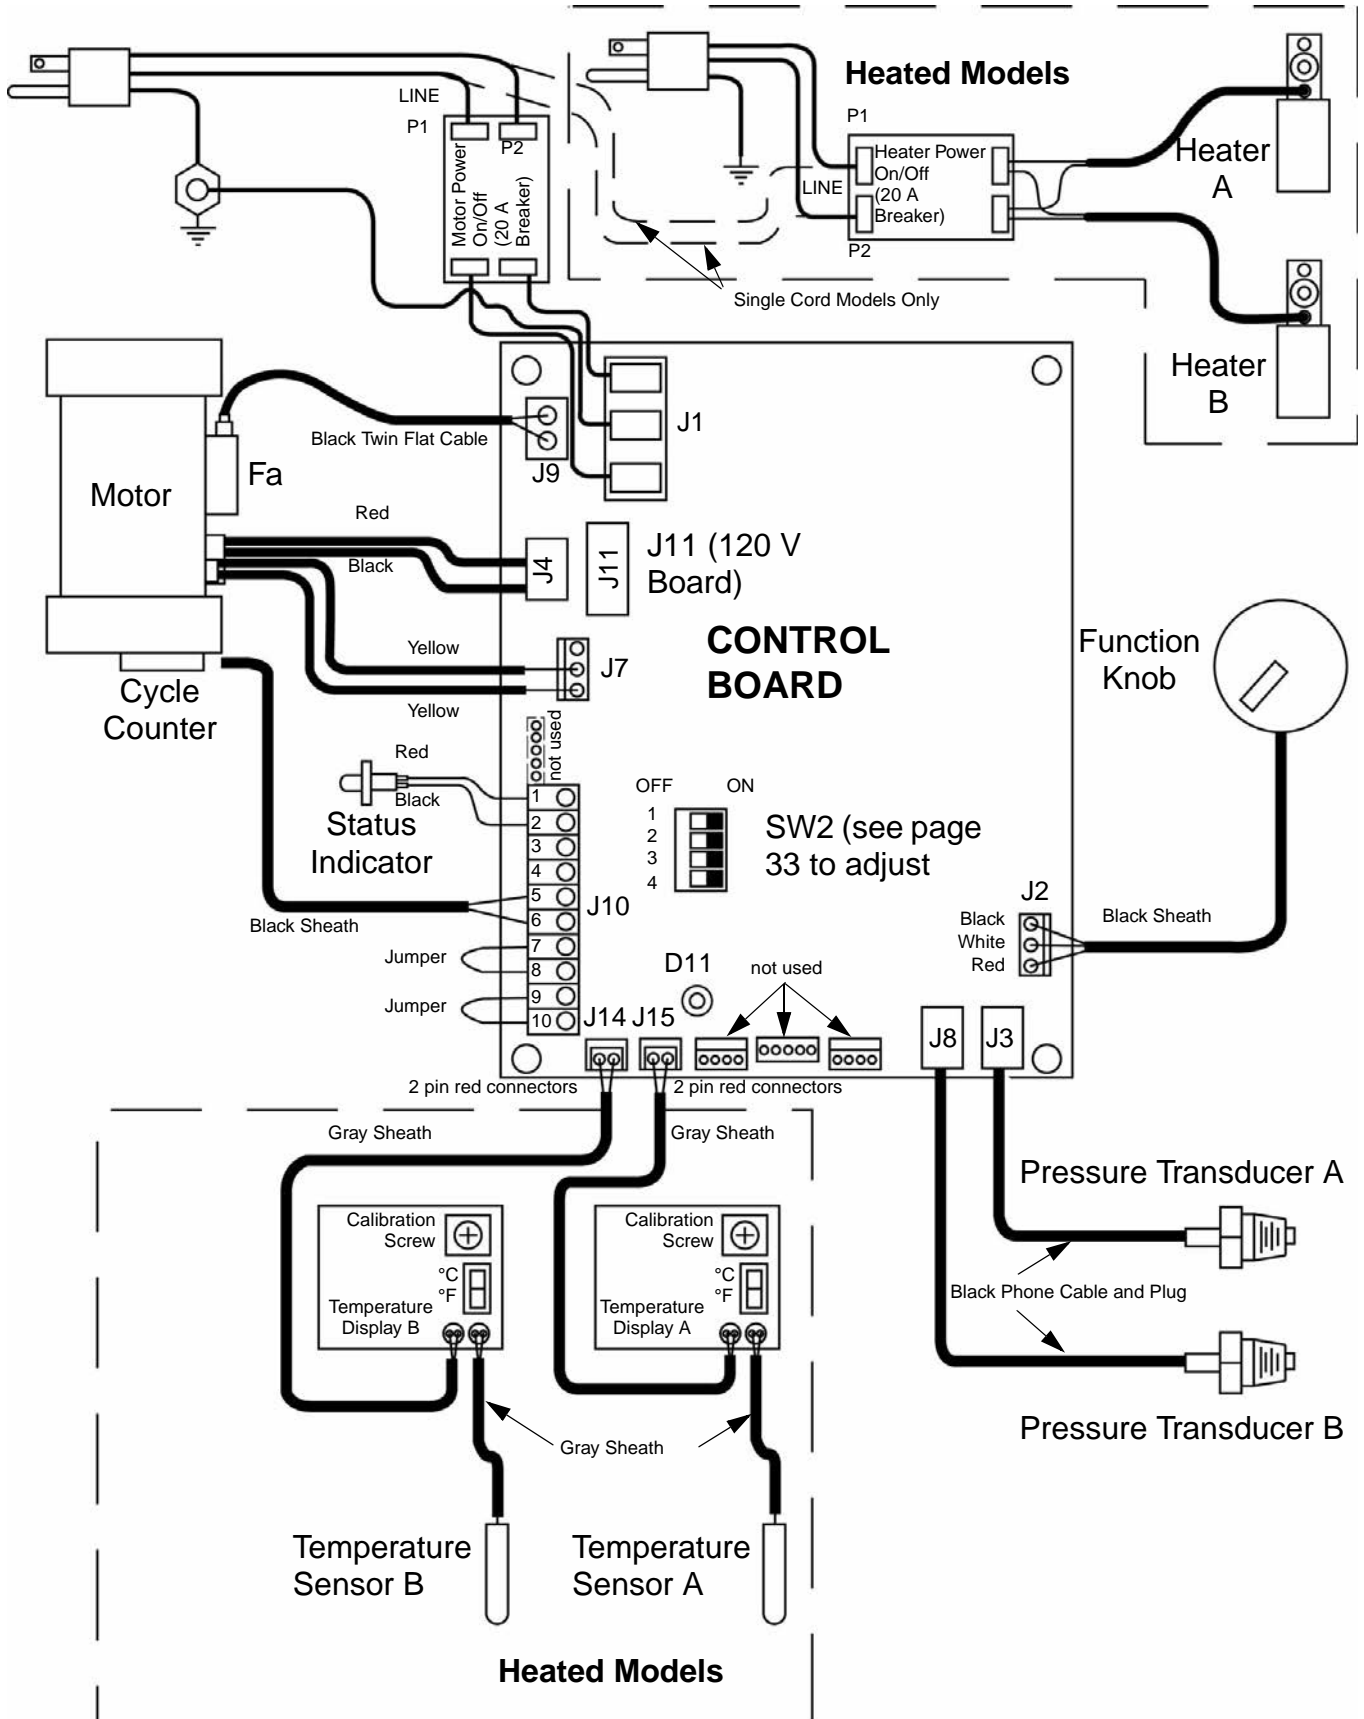 Heated Models
LINE
P1
P2
Motor Power
On/Off
(20 A
Breaker)
P1
Heater Power
On/Off
(20 A
Breaker)
LINE
P2
Heater
A
Single Cord Models Only
Heater
B
J1
Black Twin Flat Cable
J9
Fa
Motor
Red
Black
J4
J11
J11 (120 V
Board)
CONTROL
BOARD
Function
Knob
Yellow
J7
Yellow
Cycle
Counter
not used
Red
Black
Status
Indicator
1
2
3
4
5
6
7
8
9
10
J10
OFF
ON
1
2
3
4
SW2 (see page
33 to adjust
Black Sheath
Jumper
Jumper
J2
Black
White
Red
Black Sheath
D11
not used
J14
J15
J8
J3
2 pin red connectors
2 pin red connectors
Gray Sheath
Gray Sheath
Pressure Transducer A
Black Phone Cable and Plug
Pressure Transducer B
Calibration
Screw
°C
°F
Temperature
Display B
Calibration
Screw
°C
°F
Temperature
Display A
Gray Sheath
Temperature
Sensor B
Temperature
Sensor A
Heated Models